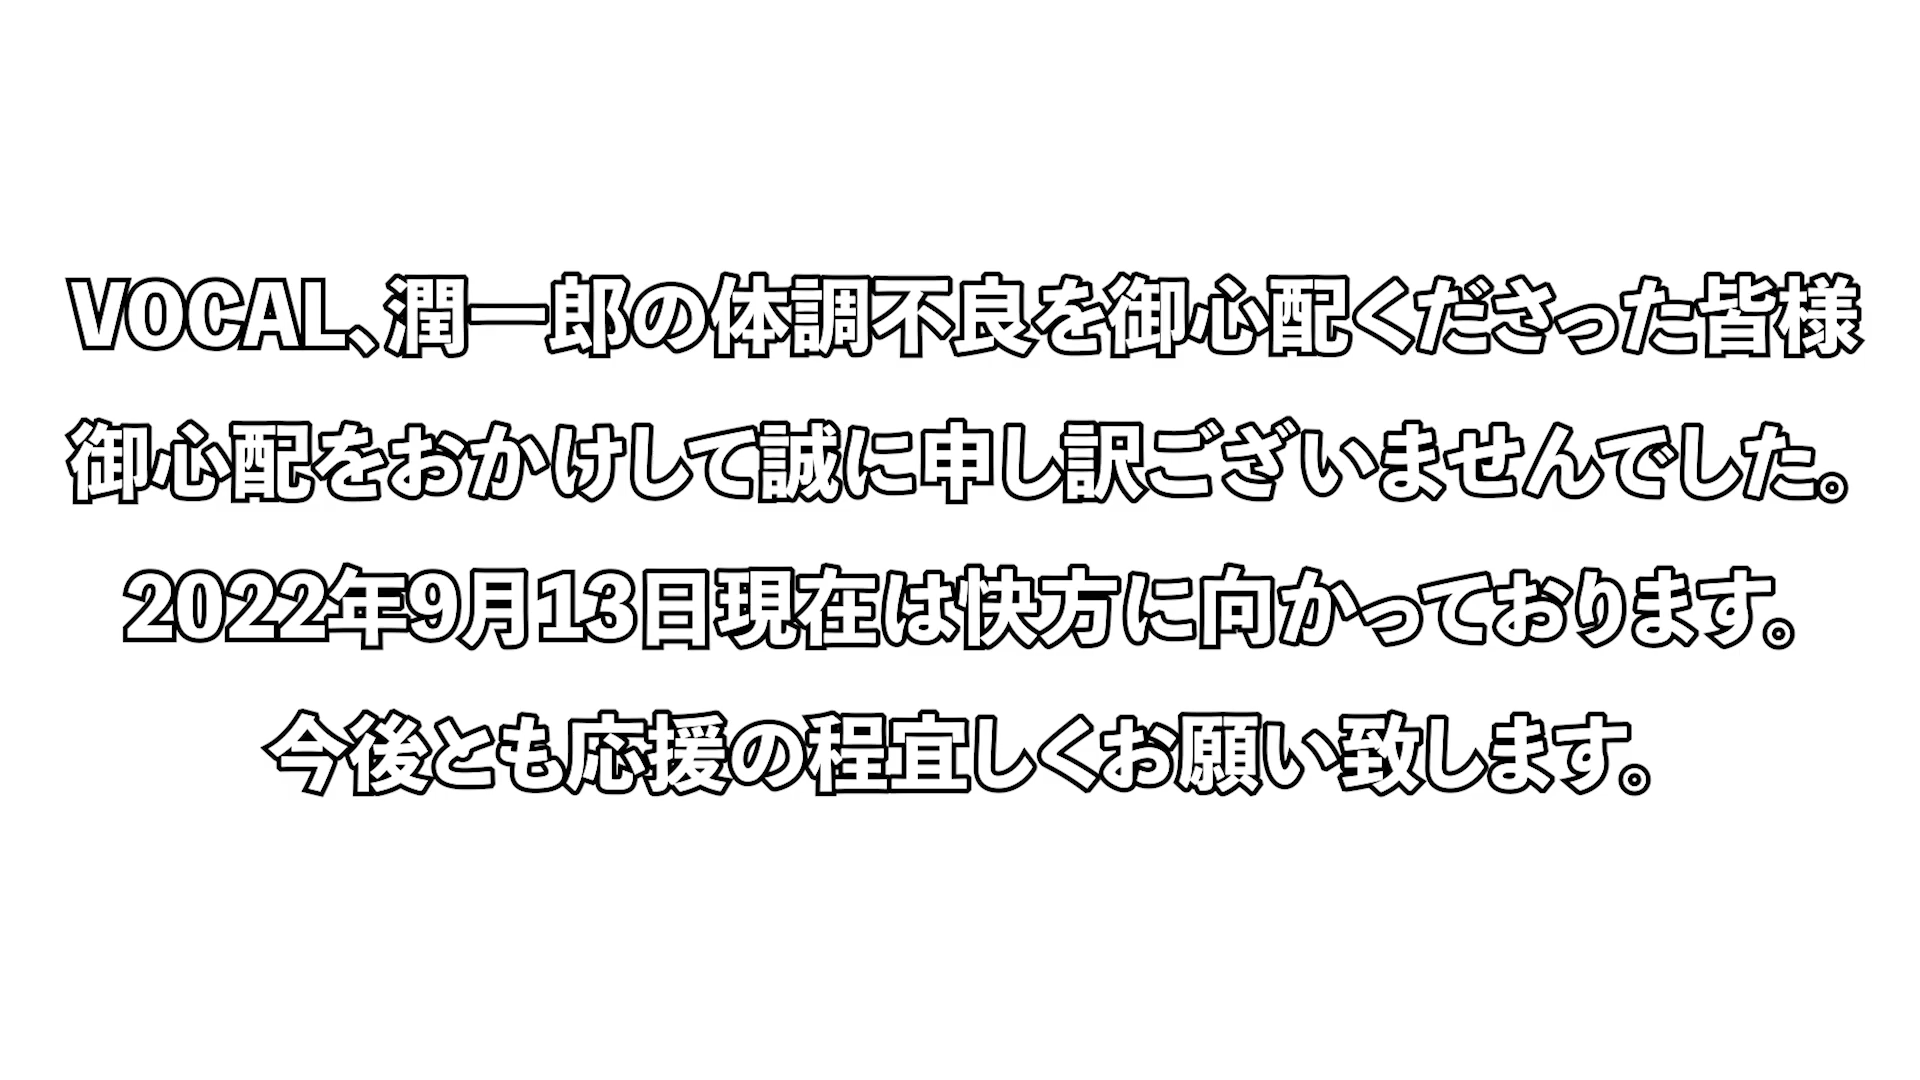 VOCAL、潤一郎の体調不良を御心配くださった皆様
御心配をおかけして誠に申し訳ございませんでした。
2022年9月13日現在は快方に向かっております。
今後とも応援の程宜しくお願い致します。